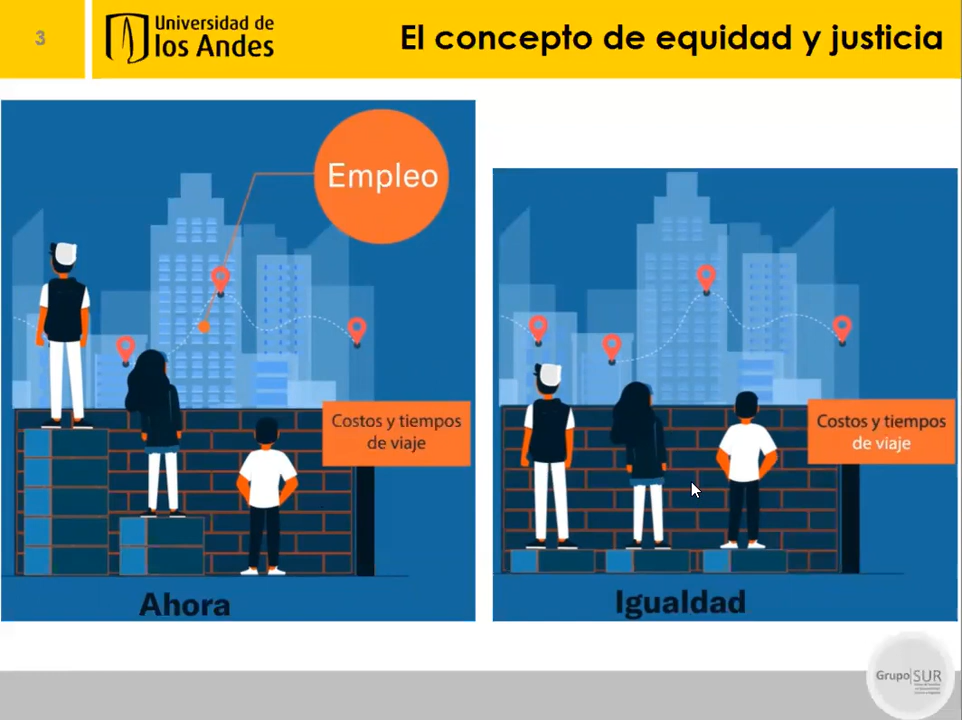 3
Universidad de
los Andes
El concepto de equidad y justicia
Empleo
Costos y tiempos
de viaje
Ahora
Costos y tiempos
de viaje
Igualdad
Grupo|SUR